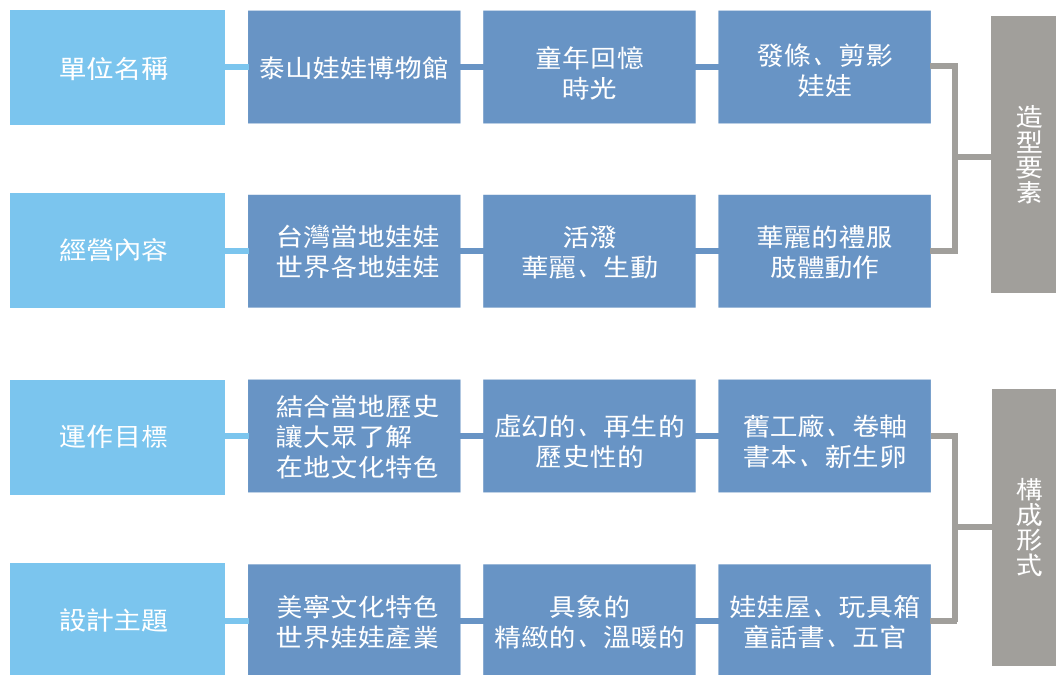 單位名稱
泰山娃娃博物館
童年回憶
時光
發條、剪影
娃娃
造型要素
經營內容
台灣當地娃娃
世界各地娃娃
活潑
華麗、生動
華麗的禮服
肢體動作
運作目標
結合當地歷史
讓大眾了解
在地文化特色
虛幻的、再生的
歷史性的
舊工廠、卷軸
書本、新生卵
構成形式
設計主題
美寧文化特色
世界娃娃產業
具象的
精緻的、溫暖的
娃娃屋、玩具箱
童話書、五官